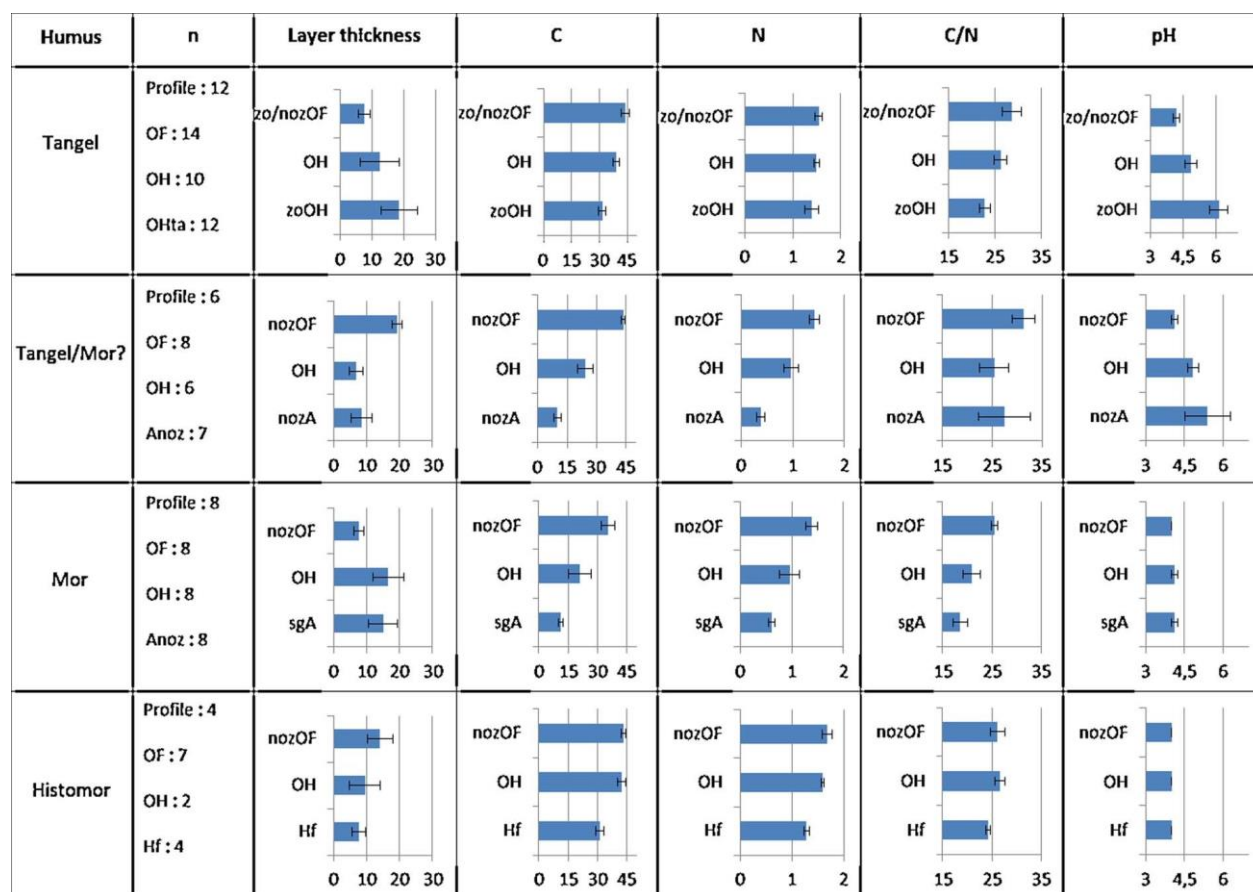 Humus n Layer thickness C N C/N pH
Tangel
Profile : 12
OF : 14
OH : 10
OHta : 12
zo/nozOF
OH
zoOH
0 10 20 30
zo/nozOF
OH
zoOH
0 15 30 45
zo/nozOF
OH
zoOH
0 1 2
zo/nozOF
OH
zoOH
15 25 35
zo/nozOF
OH
zoOH
3 4,5 6
Tangel/Mor?
Profile : 6
OF : 8
OH : 6
Anoz : 7
nozOF
OH
nozA
0 10 20 30
nozOF
OH
nozA
0 15 30 45
nozOF
OH
nozA
0 1 2
nozOF
OH
nozA
15 25 35
nozOF
OH
nozA
3 4,5 6
Mor
Profile : 8
OF : 8
OH : 8
Anoz : 8
nozOF
OH
sgA
0 10 20 30
nozOF
OH
sgA
0 15 30 45
nozOF
OH
sgA
0 1 2
nozOF
OH
sgA
15 25 35
nozOF
OH
sgA
3 4,5 6
Histomor
Profile : 4
OF : 7
OH : 2
Hf : 4
nozOF
OH
Hf
0 10 20 30
nozOF
OH
Hf
0 15 30 45
nozOF
OH
Hf
0 1 2
nozOF
OH
Hf
15 25 35
nozOF
OH
Hf
3 4,5 6